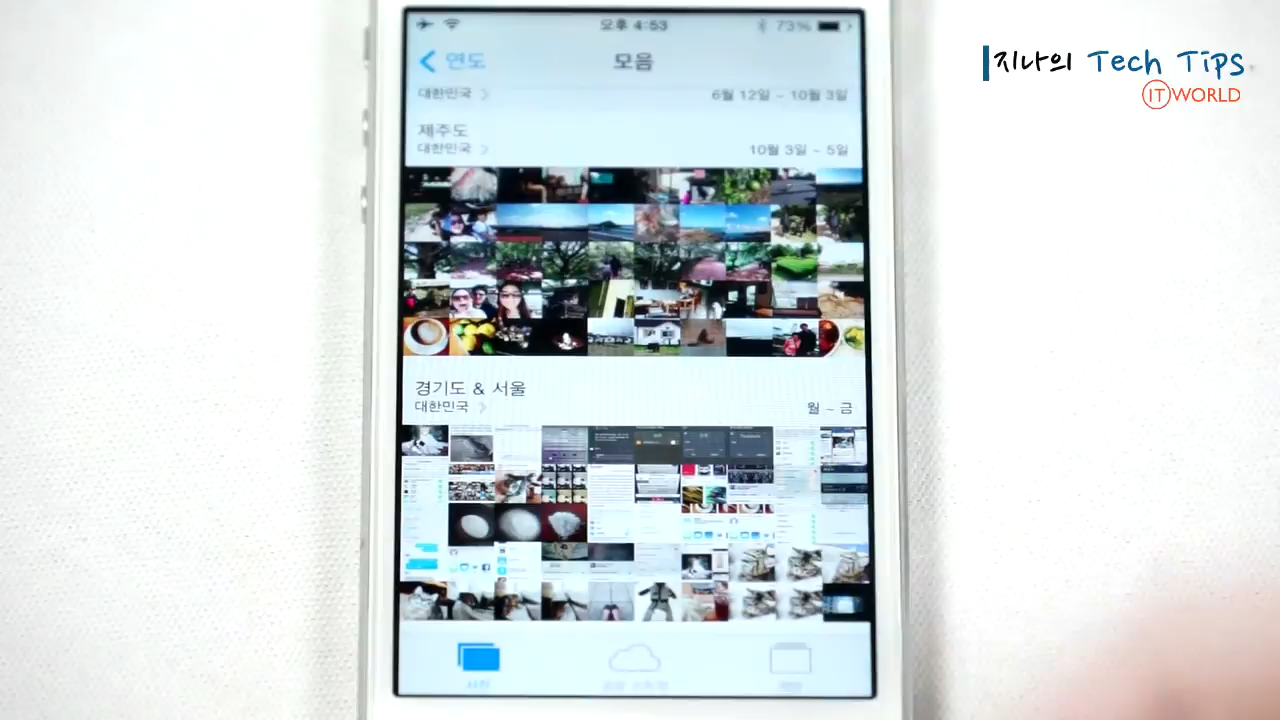 오후 4:53
73%
지나의 Tech Tips
IT WORLD
연도
모음
대한민국
6월 12일 ~ 10월 3일
제주도
대한민국
10월 3일 ~ 5일
경기도 & 서울
대한민국
월 ~ 금
사진